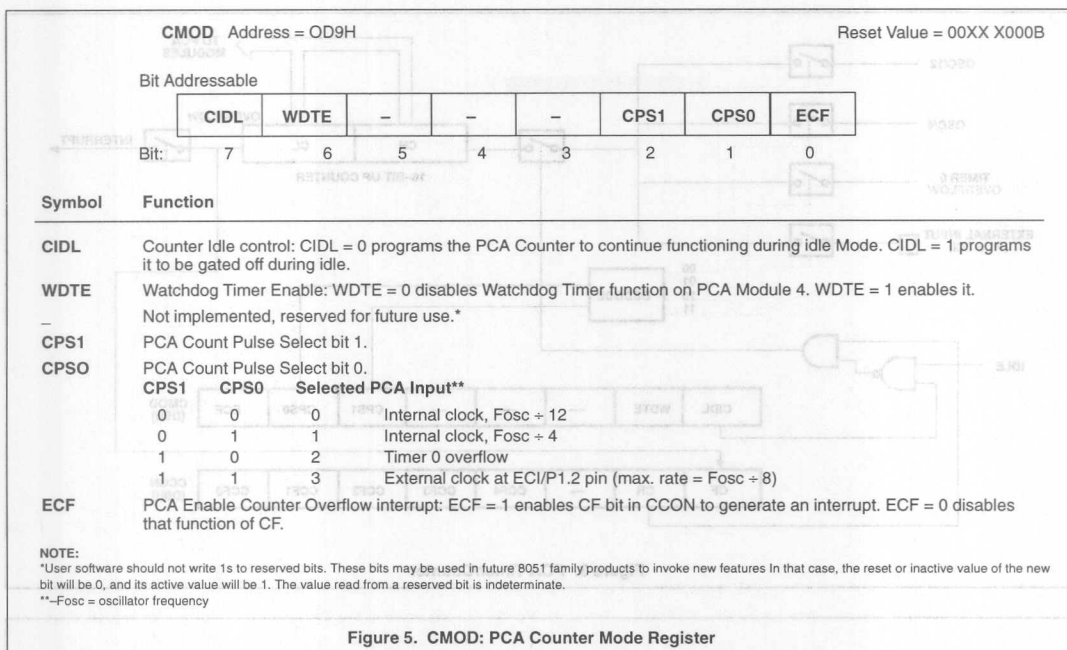 CMOD Address = OD9H Reset Value = 00XX X000B
Bit Addressable
CIDL WDTE – – – CPS1 CPS0 ECF
Bit: 7 6 5 4 3 2 1 0
Symbol Function
CIDL Counter Idle control: CIDL = 0 programs the PCA Counter to continue functioning during idle Mode. CIDL = 1 programs
it to be gated off during idle.
WDTE Watchdog Timer Enable: WDTE = 0 disables Watchdog Timer function on PCA Module 4. WDTE = 1 enables it.
_ Not implemented, reserved for future use.*
CPS1 PCA Count Pulse Select bit 1.
CPSO PCA Count Pulse Select bit 0.
CPS1 CPS0 Selected PCA Input**
0 0 0 Internal clock, Fosc ÷ 12
0 1 1 Internal clock, Fosc ÷ 4
1 0 2 Timer 0 overflow
1 1 3 External clock at ECI/P1.2 pin (max. rate = Fosc ÷ 8)
ECF PCA Enable Counter Overflow interrupt: ECF = 1 enables CF bit in CCON to generate an interrupt. ECF = 0 disables
that function of CF.
NOTE:
*User software should not write 1s to reserved bits. These bits may be used in future 8051 family products to invoke new features In that case, the reset or inactive value of the new
bit will be 0, and its active value will be 1. The value read from a reserved bit is indeterminate.
**–Fosc = oscillator frequency
Figure 5. CMOD: PCA Counter Mode Register